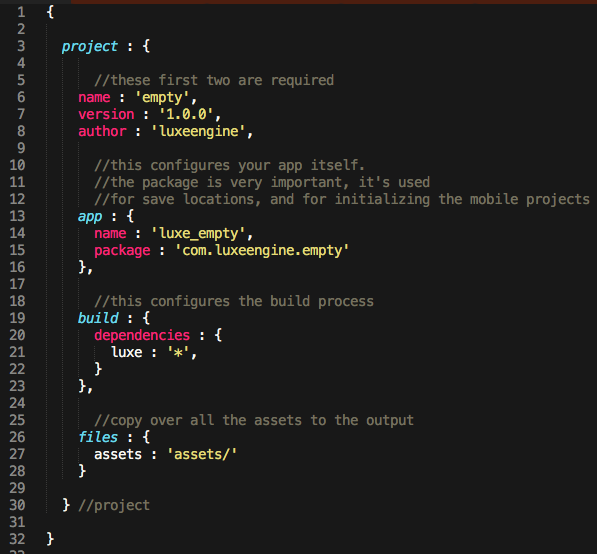 1 {
2
3 project : {
4
5 //these first two are required
6 name : 'empty',
7 version : '1.0.0',
8 author : 'luxeengine',
9
10 //this configures your app itself.
11 //the package is very important, it's used
12 //for save locations, and for initializing the mobile projects
13 app : {
14 name : 'luxe_empty',
15 package : 'com.luxeengine.empty'
16 },
17
18 //this configures the build process
19 build : {
20 dependencies : {
21 luxe : '*',
22 }
23 },
24
25 //copy over all the assets to the output
26 files : {
27 assets : 'assets/'
28 }
29
30 } //project
31
32 }